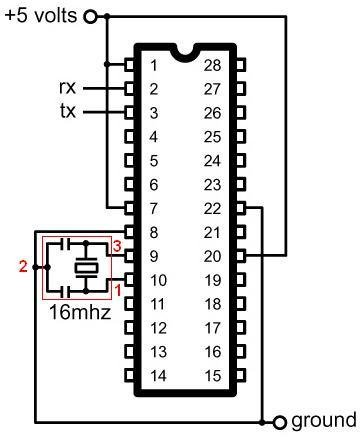 +5 volts
1 28
rx 2 27
tx 3 26
4 25
5 24
6 23
7 22
8 21
3 9 20
2
1 10 19
16mhz 11 18
12 17
13 16
14 15
ground